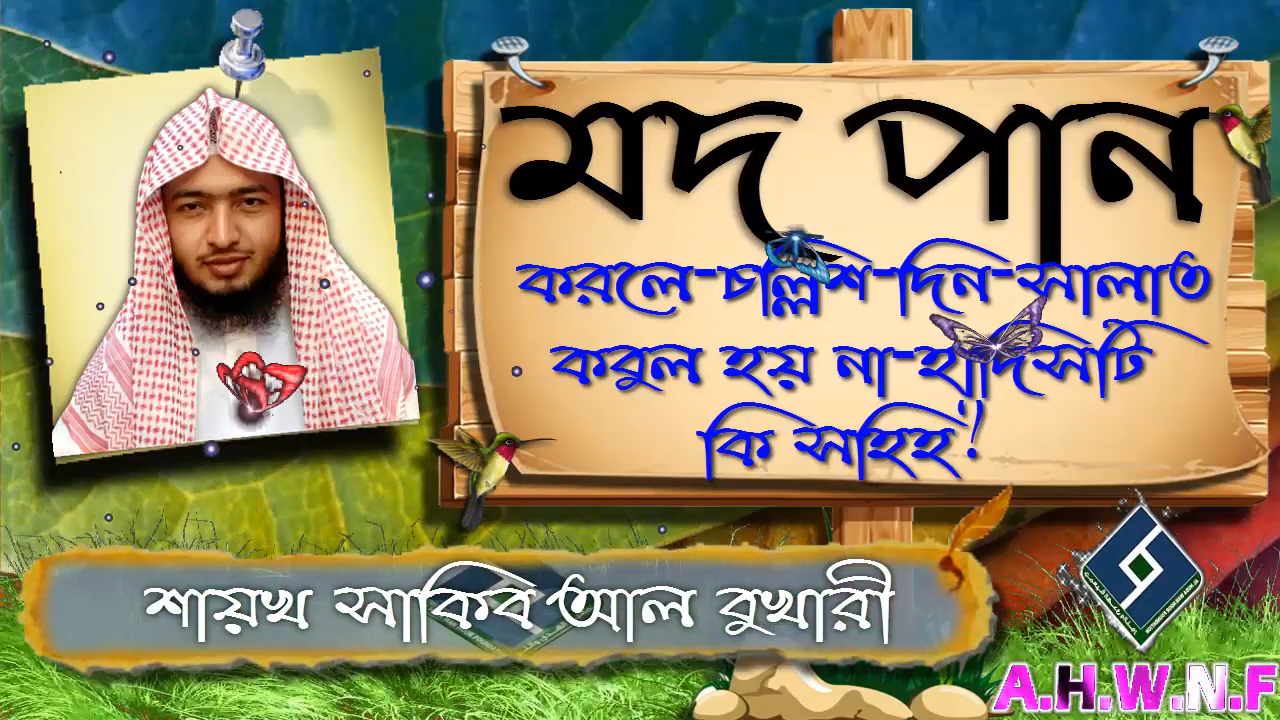 মদ পান
করলে-চল্লিশ-দিন-সালাত
কবুল হয় না-হাদিসটি
কি সহিহ?
শায়খ সাকিব আল বুখারী
A.H.W.N.F